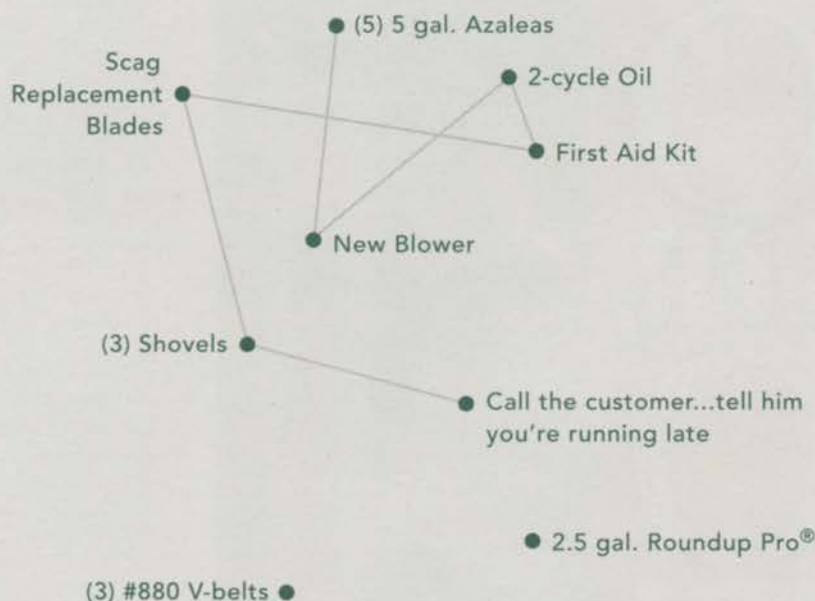 (5) 5 gal. Azaleas
Scag
Replacement
Blades
2-cycle Oil
First Aid Kit
New Blower
(3) Shovels
Call the customer...tell him
you're running late
2.5 gal. Roundup Pro®
(3) #880 V-belts